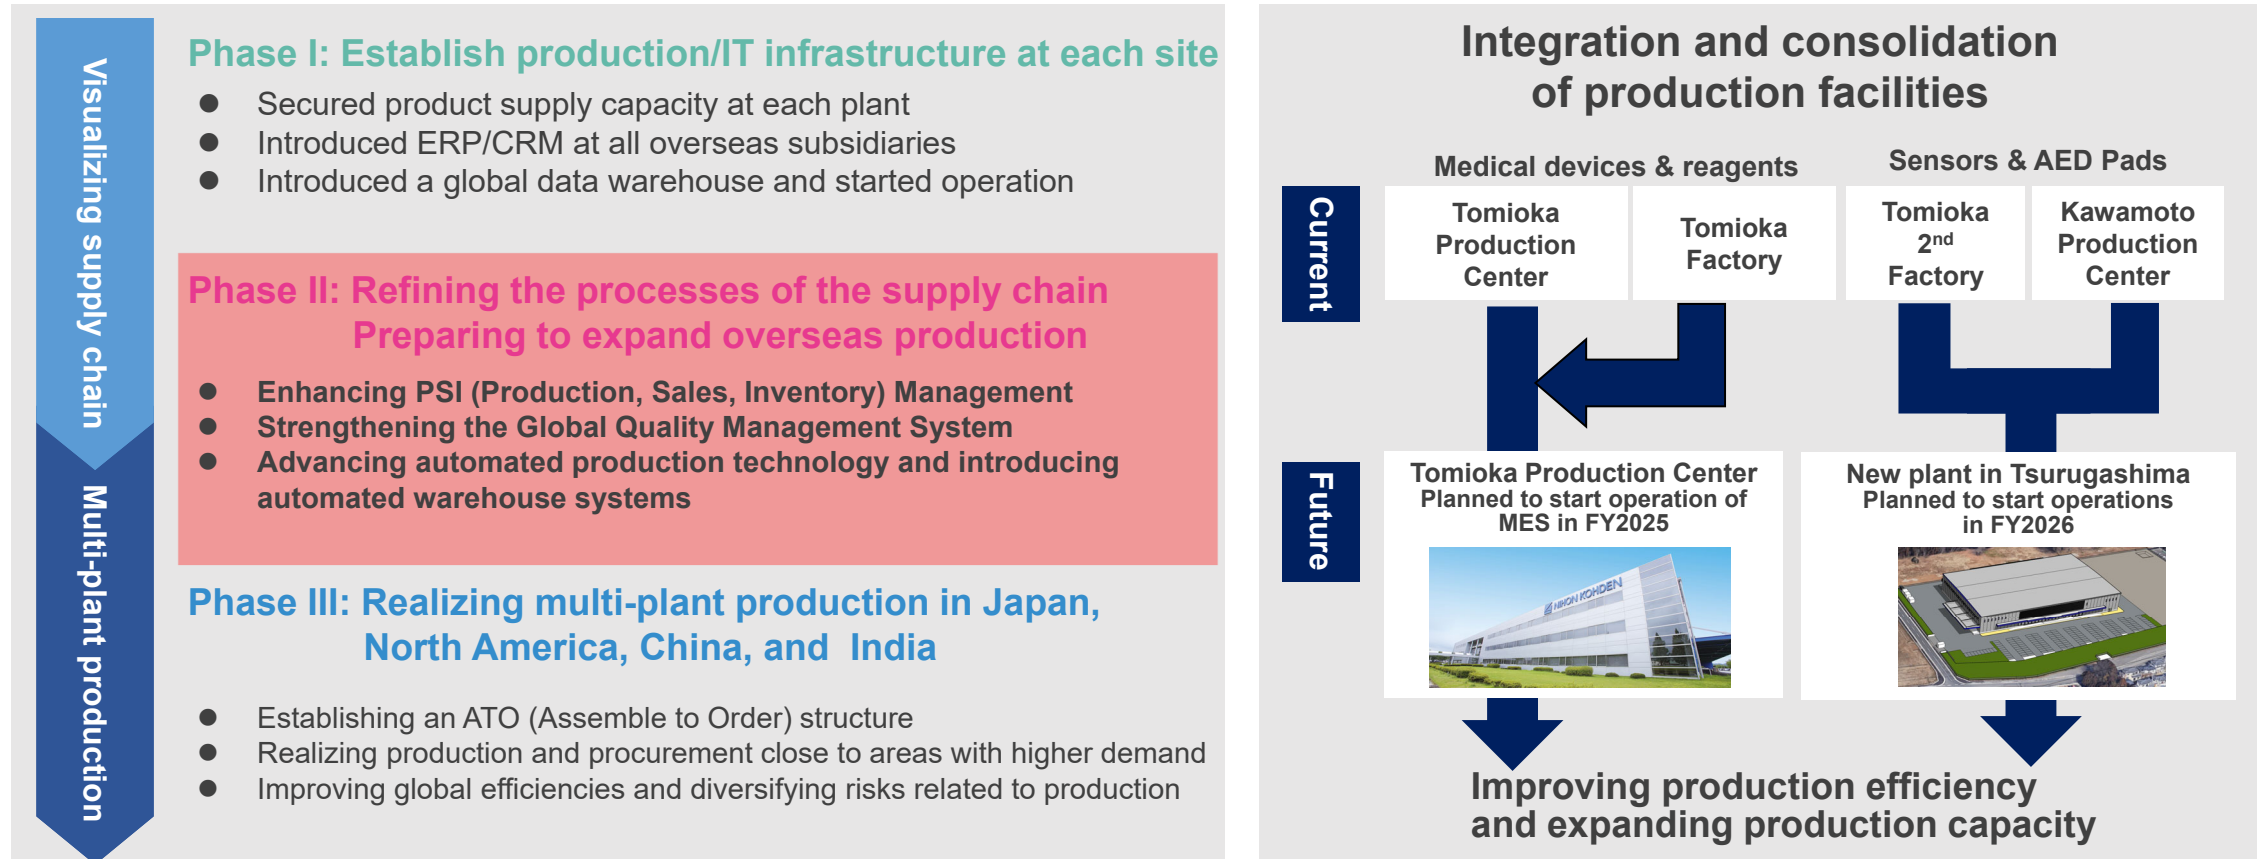 Visualizing supply chain
Multi-plant production
Phase I: Establish production/IT infrastructure at each site
● Secured product supply capacity at each plant
● Introduced ERP/CRM at all overseas subsidiaries
● Introduced a global data warehouse and started operation
Phase II: Refining the processes of the supply chain
Preparing to expand overseas production
● Enhancing PSI (Production, Sales, Inventory) Management
● Strengthening the Global Quality Management System
● Advancing automated production technology and introducing
automated warehouse systems
Phase III: Realizing multi-plant production in Japan,
North America, China, and India
● Establishing an ATO (Assemble to Order) structure
● Realizing production and procurement close to areas with higher demand
● Improving global efficiencies and diversifying risks related to production
Integration and consolidation
of production facilities
Medical devices & reagents
Sensors & AED Pads
Current
Tomioka
Production
Center
Tomioka
Factory
Tomioka
2nd
Factory
Kawamoto
Production
Center
Future
Tomioka Production Center
Planned to start operation of
MES in FY2025
NIHON KOHDEN
New plant in Tsurugashima
Planned to start operations
in FY2026
Improving production efficiency
and expanding production capacity